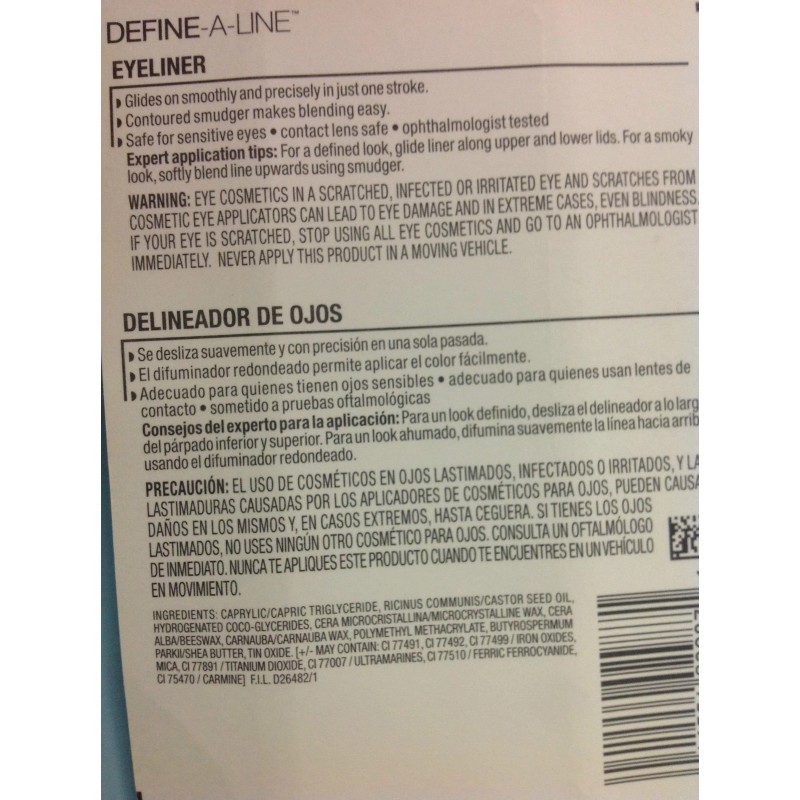 DEFINE-A-LINE™
EYELINER
Glides on smoothly and precisely in just one stroke.
Contoured smudger makes blending easy.
Safe for sensitive eyes • contact lens safe • ophthalmologist tested
Expert application tips: For a defined look, glide liner along upper and lower lids. For a smoky
look, softly blend line upwards using smudger.
WARNING: EYE COSMETICS IN A SCRATCHED, INFECTED OR IRRITATED EYE AND SCRATCHES FROM
COSMETIC EYE APPLICATORS CAN LEAD TO EYE DAMAGE AND IN EXTREME CASES, EVEN BLINDNESS.
IF YOUR EYE IS SCRATCHED, STOP USING ALL EYE COSMETICS AND GO TO AN OPHTHALMOLOGIST
IMMEDIATELY. NEVER APPLY THIS PRODUCT IN A MOVING VEHICLE.
DELINEADOR DE OJOS
Se desliza suavemente y con precisión en una sola pasada.
El difuminador redondeado permite aplicar el color fácilmente.
Adecuado para quienes tienen ojos sensibles • adecuado para quienes usan lentes de
contacto • sometido a pruebas oftalmológicas
Consejos del experto para la aplicación: Para un look definido, desliza el delineador a lo larg
del párpado inferior y superior. Para un look ahumado, difumina suavemente la línea hacia arrib
usando el difuminador redondeado.
PRECAUCIÓN: EL USO DE COSMÉTICOS EN OJOS LASTIMADOS, INFECTADOS O IRRITADOS, Y LA
LASTIMADURAS CAUSADAS POR LOS APLICADORES DE COSMÉTICOS PARA OJOS, PUEDEN CAUSA
DAÑOS EN LOS MISMOS Y, EN CASOS EXTREMOS, HASTA CEGUERA. SI TIENES LOS OJOS
LASTIMADOS, NO USES NINGÚN OTRO COSMÉTICO PARA OJOS. CONSULTA UN OFTALMÓLOGO
DE INMEDIATO. NUNCA TE APLIQUES ESTE PRODUCTO CUANDO TE ENCUENTRES EN UN VEHÍCULO
EN MOVIMIENTO.
INGREDIENTS: CAPRYLIC/CAPRIC TRIGLYCERIDE, RICINUS COMMUNIS/CASTOR SEED OIL,
HYDROGENATED COCO-GLYCERIDES, CERA MICROCRISTALLINA/MICROCRYSTALLINE WAX, CERA
ALBA/BEESWAX, CARNAUBA/CARNAUBA WAX, POLYMETHYL METHACRYLATE, BUTYROSPERMUM
PARKII/SHEA BUTTER, TIN OXIDE. [+/- MAY CONTAIN: CI 77491, CI 77492, CI 77499 / IRON OXIDES,
MICA, CI 77891 / TITANIUM DIOXIDE, CI 77007 / ULTRAMARINES, CI 77510 / FERRIC FERROCYANIDE,
CI 75470 / CARMINE] F.I.L. D26482/1